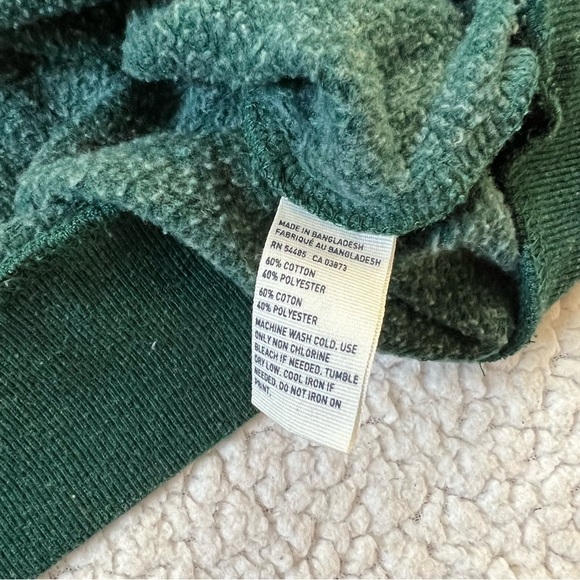 MADE IN BANGLADESH
FABRIQUÉ AU BANGLADESH
RN 54485 CA 03873
60% COTTON
40% POLYESTER
60% COTON
40% POLYESTER
MACHINE WASH COLD. USE
ONLY NON CHLORINE
BLEACH IF NEEDED. TUMBLE
DRY LOW. COOL IRON IF
NEEDED. DO NOT IRON ON
PRINT.